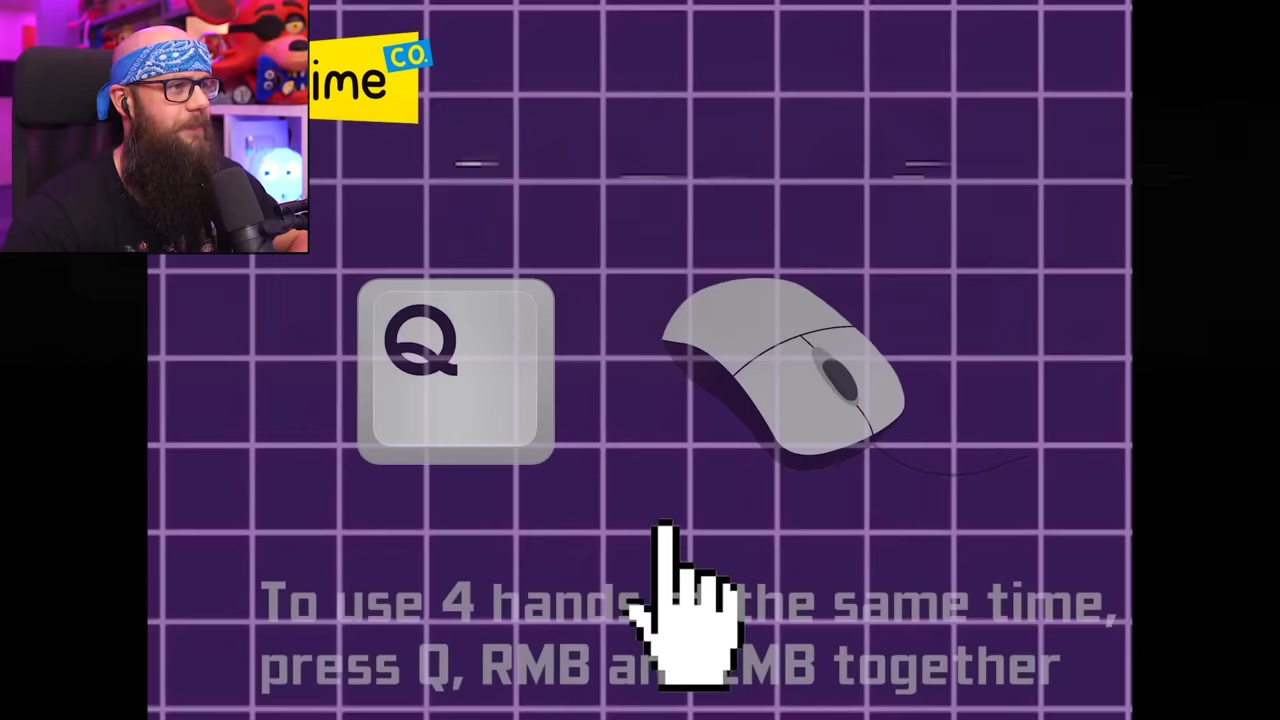 ime
CO.
Q
To use 4 hands the same time,
press Q, RMB an MB together